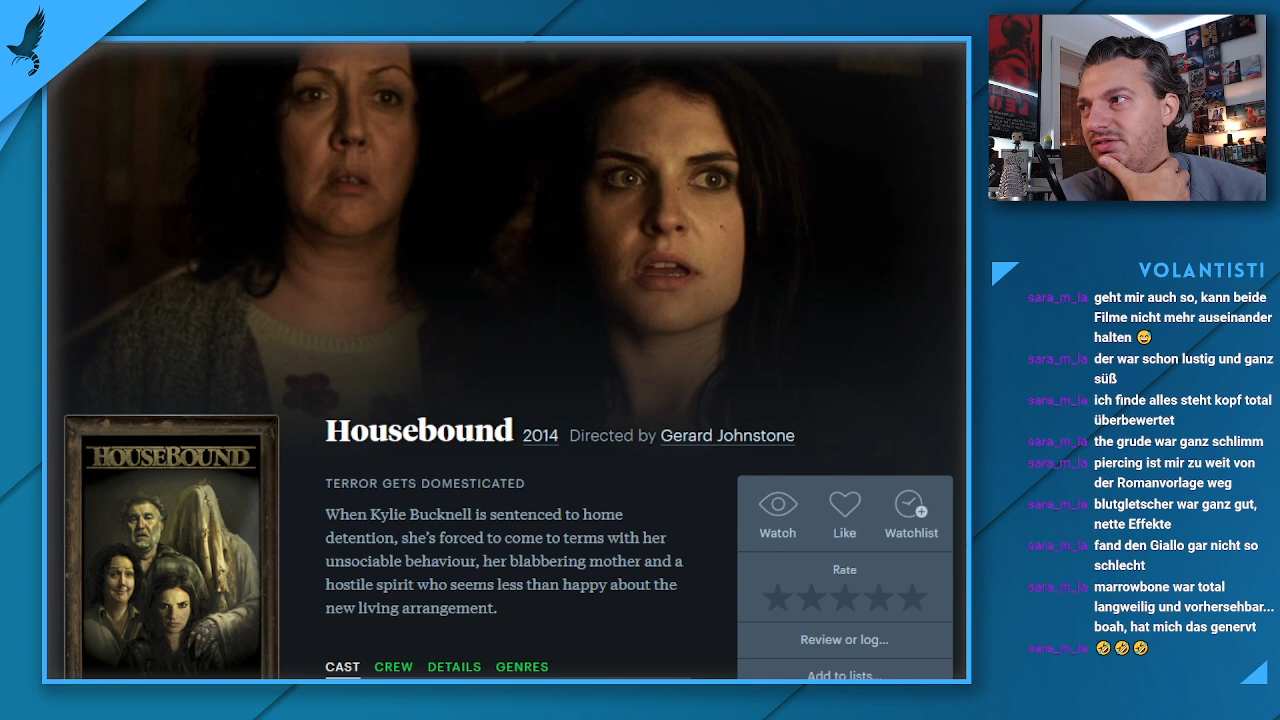 HOUSEBOUND
Housebound 2014 Directed by Gerard Johnstone
TERROR GETS DOMESTICATED
When Kylie Bucknell is sentenced to home
detention, she's forced to come to terms with her
unsociable behaviour, her blabbering mother and a
hostile spirit who seems less than happy about the
new living arrangement.
CAST CREW DETAILS GENRES
Watch Like Watchlist
Rate
Review or log...
Add to lists...
VOLANTISTI
sara_m_la geht mir auch so, kann beide
Filme nicht mehr auseinander
halten 😅
sara_m_la der war schon lustig und ganz
süß
sara_m_la ich finde alles steht kopf total
überbewertet
sara_m_la the grude war ganz schlimm
sara_m_la piercing ist mir zu weit von
der Romanvorlage weg
sara_m_la blutgletscher war ganz gut,
nette Effekte
sara_m_la fand den Giallo gar nicht so
schlecht
sara_m_la marrowbone war total
langweilig und vorhersehbar...
boah, hat mich das genervt
sara_m_la 🤣🤣🤣